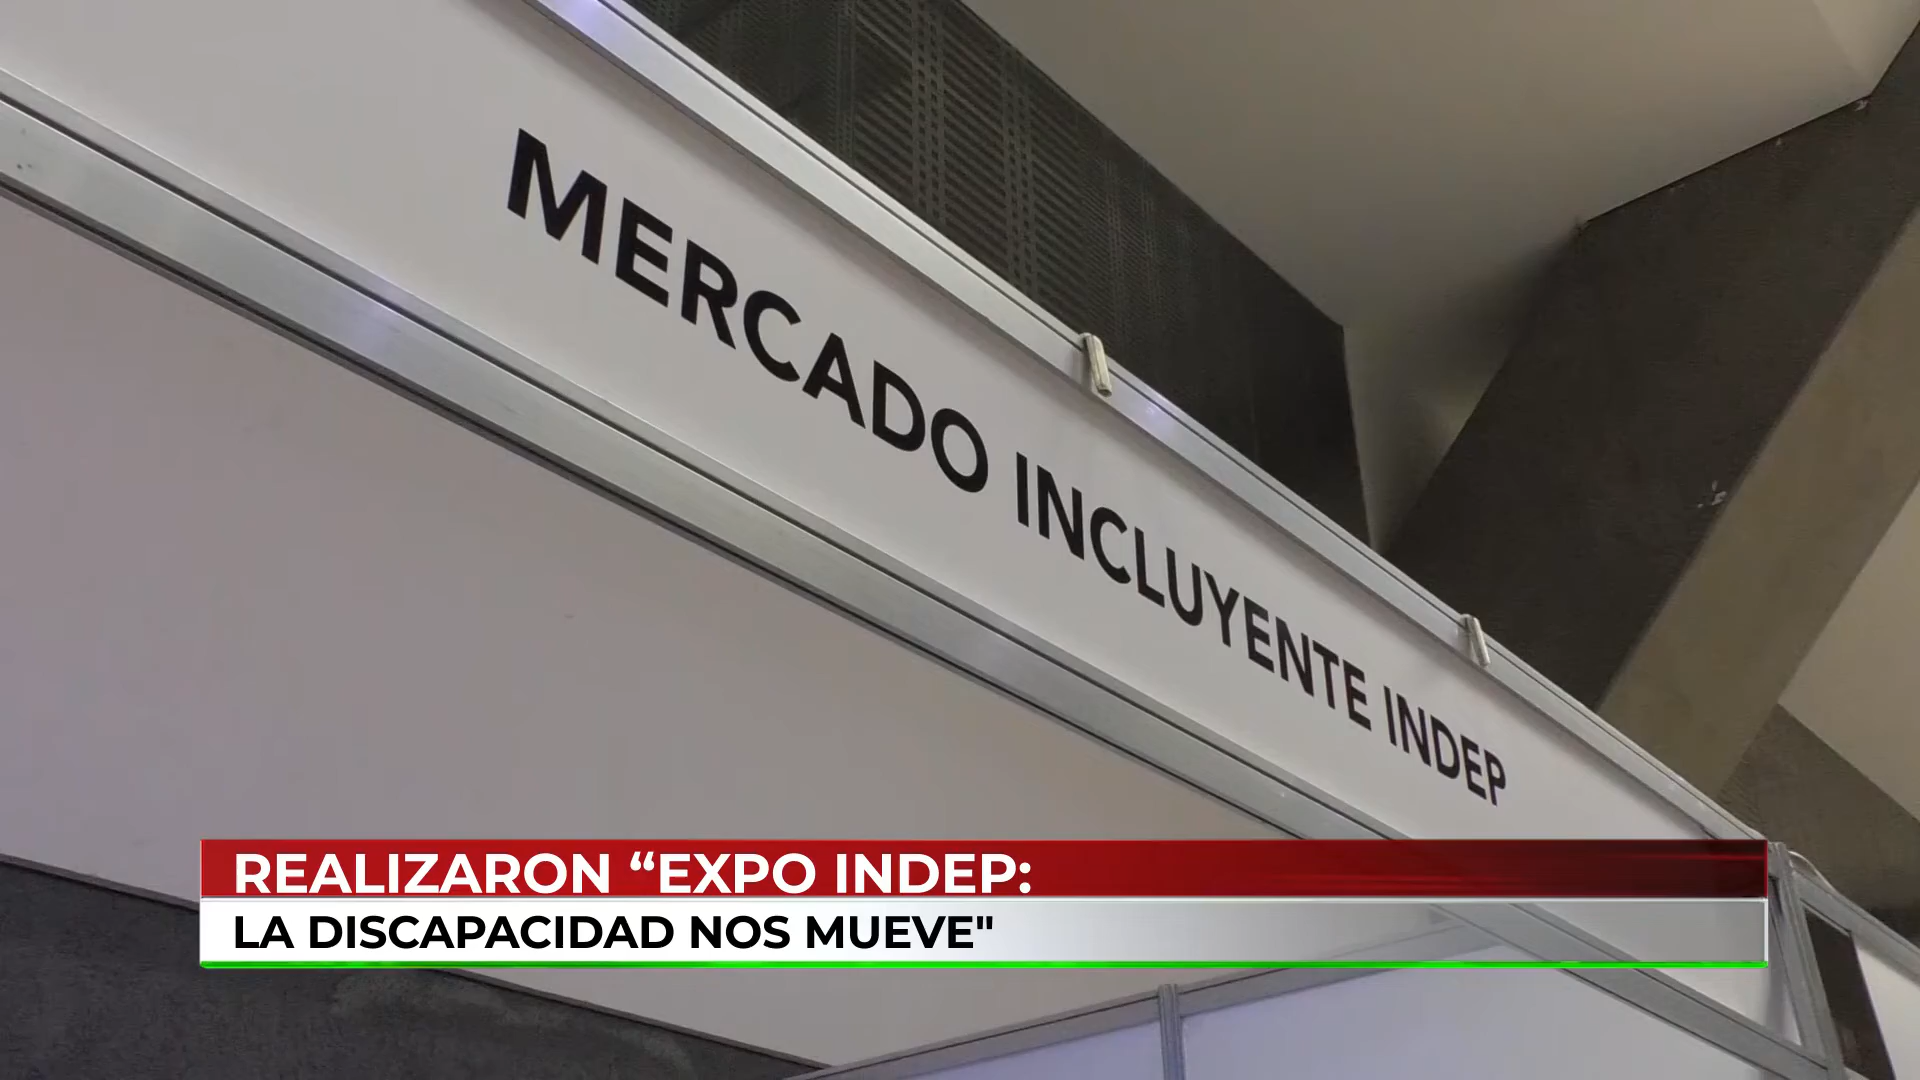 MERCADO INCLUYENTE INDEP
REALIZARON “EXPO INDEP:
LA DISCAPACIDAD NOS MUEVE"